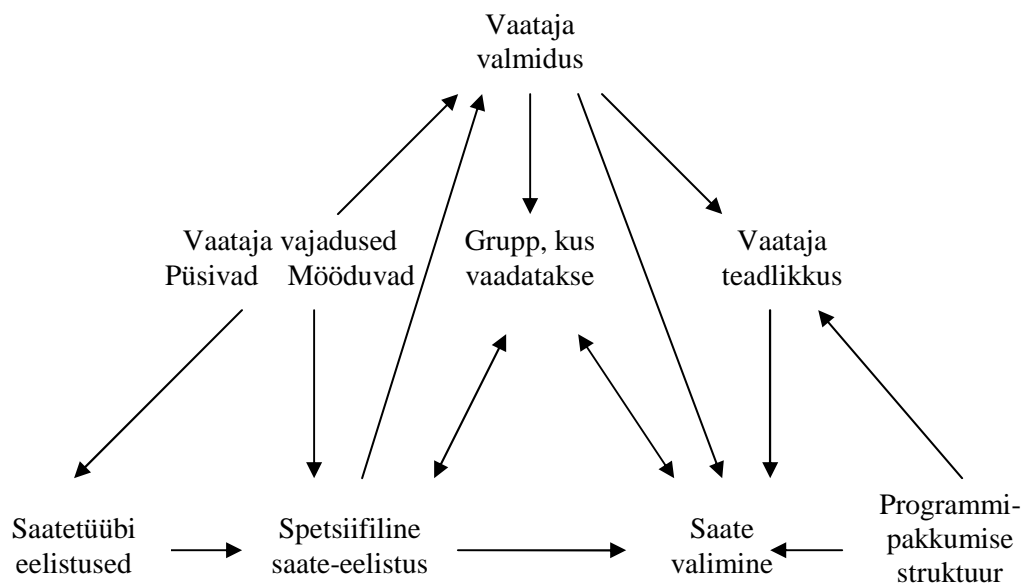 Vaataja
valmidus
Vaataja vajadused
Püsivad Mööduvad
Grupp, kus
vaadatakse
Vaataja
teadlikkus
Saatetüübi
eelistused
Spetsiifiline
saate-eelistus
Saate
valimine
Programmi-
pakkumise
struktuur